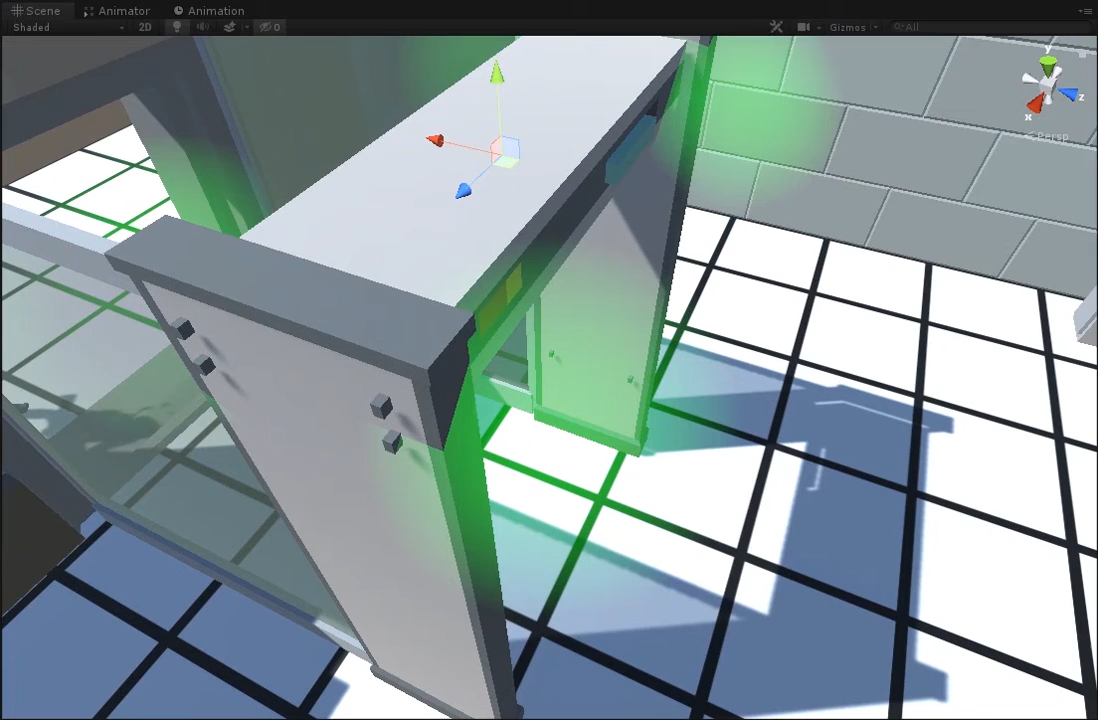 Scene Animator Animation
Shaded 2D 0 Gizmos All
y
z
x
Persp